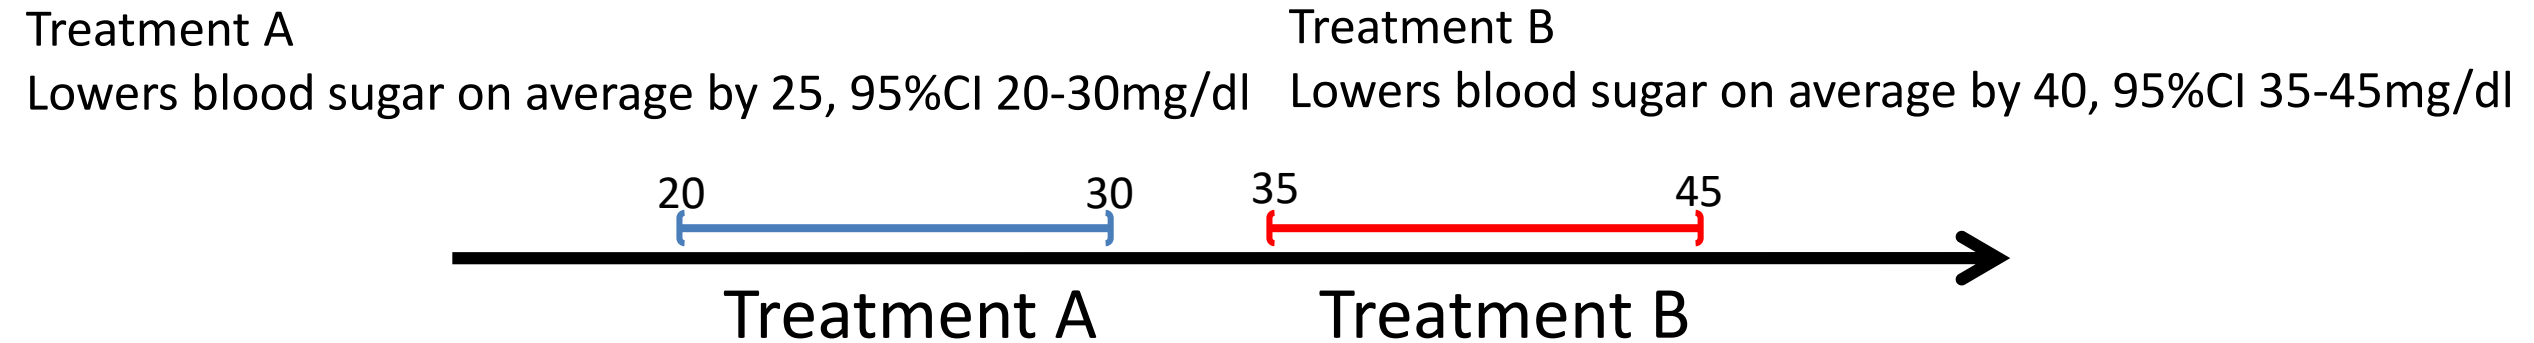 Treatment A
Lowers blood sugar on average by 25, 95%CI 20-30mg/dl
Treatment B
Lowers blood sugar on average by 40, 95%CI 35-45mg/dl
20
30
35
45
Treatment A
Treatment B